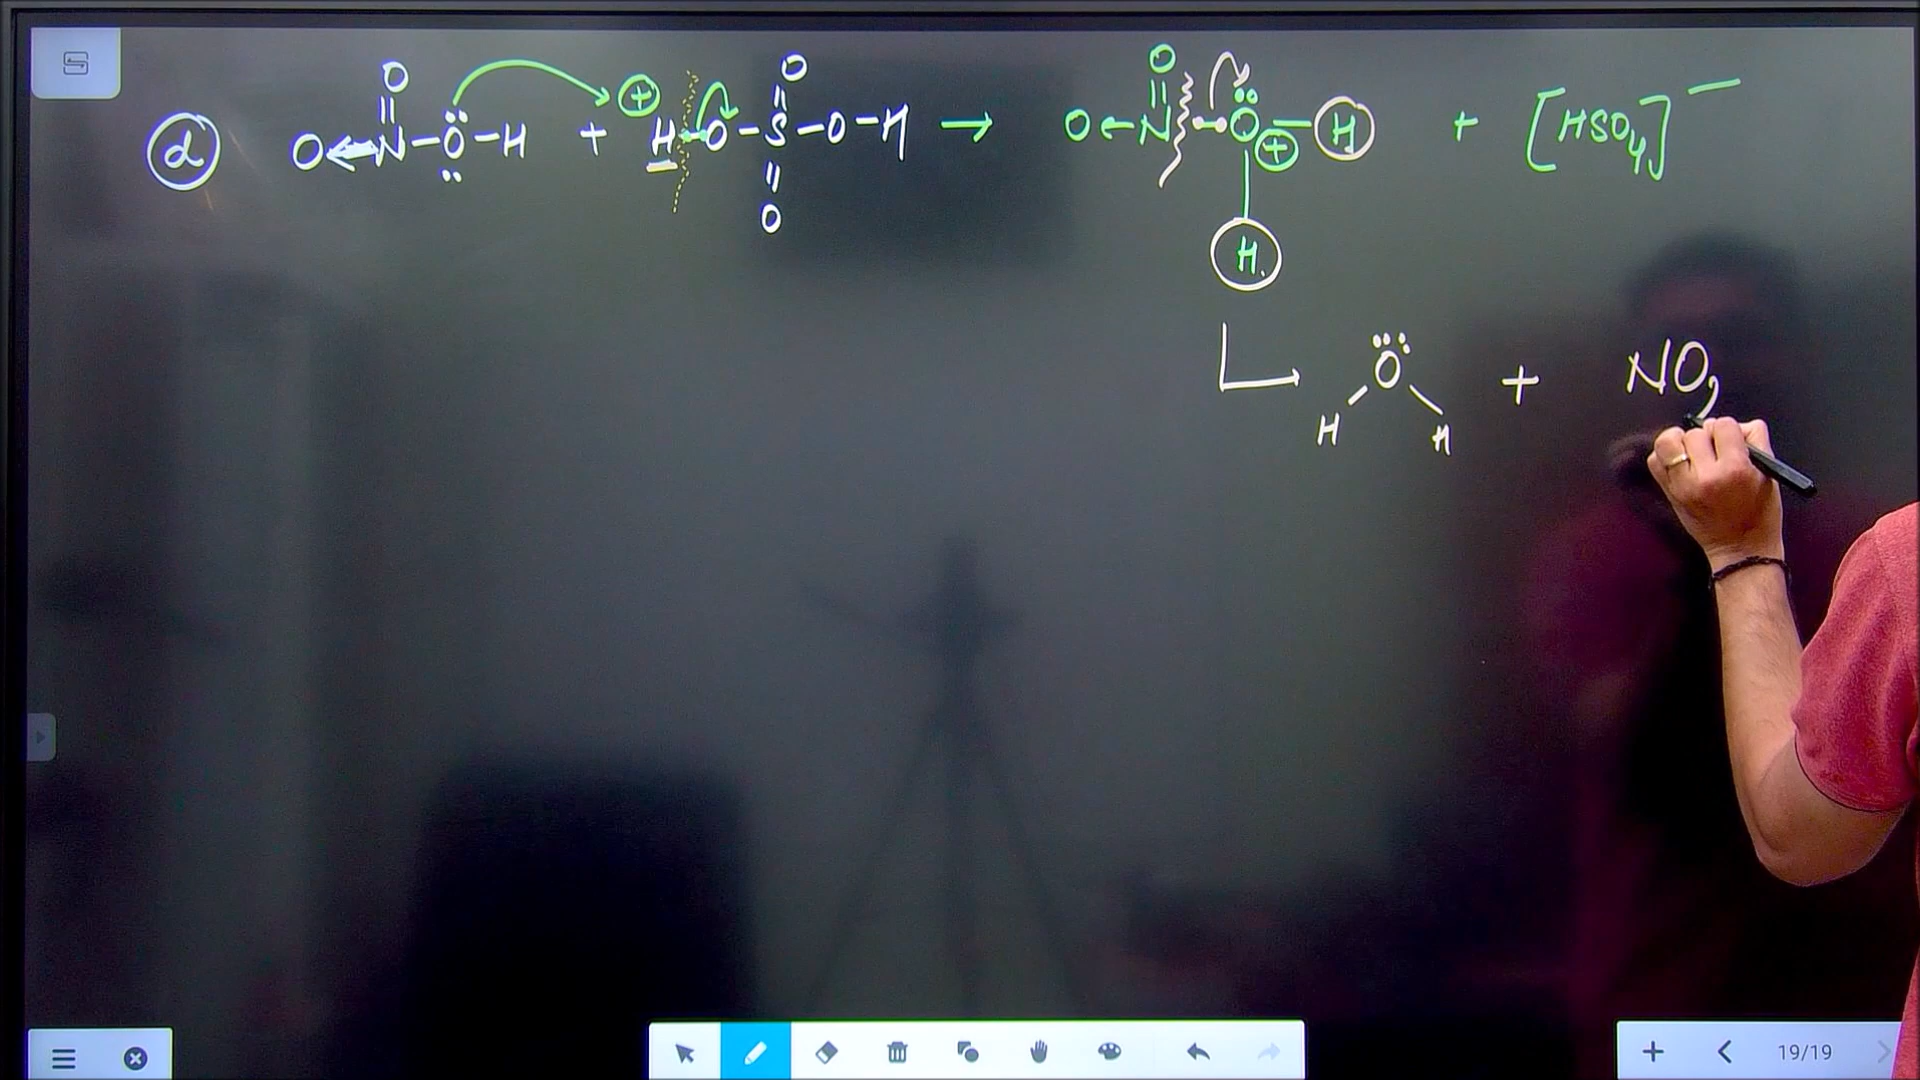 O O O
(d) O←N-O-H + H-O-S-O-H → O←N-O-H + [HSO4]−
⊕ ⊕
O H
H-O-H + NO2
19/19